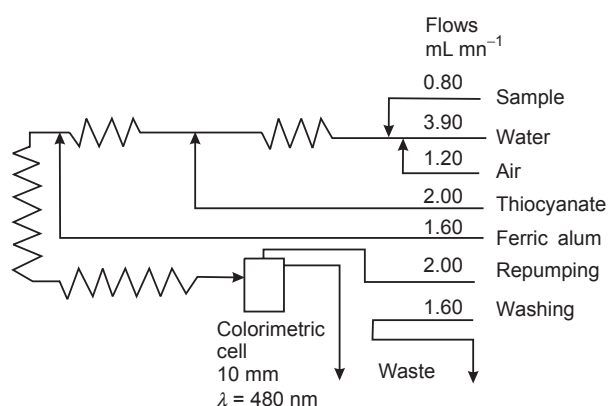 Flows
mL mn⁻¹
0.80 Sample
3.90 Water
1.20 Air
2.00 Thiocyanate
1.60 Ferric alum
2.00 Repumping
1.60 Washing
Waste
Colorimetric
cell
10 mm
λ = 480 nm